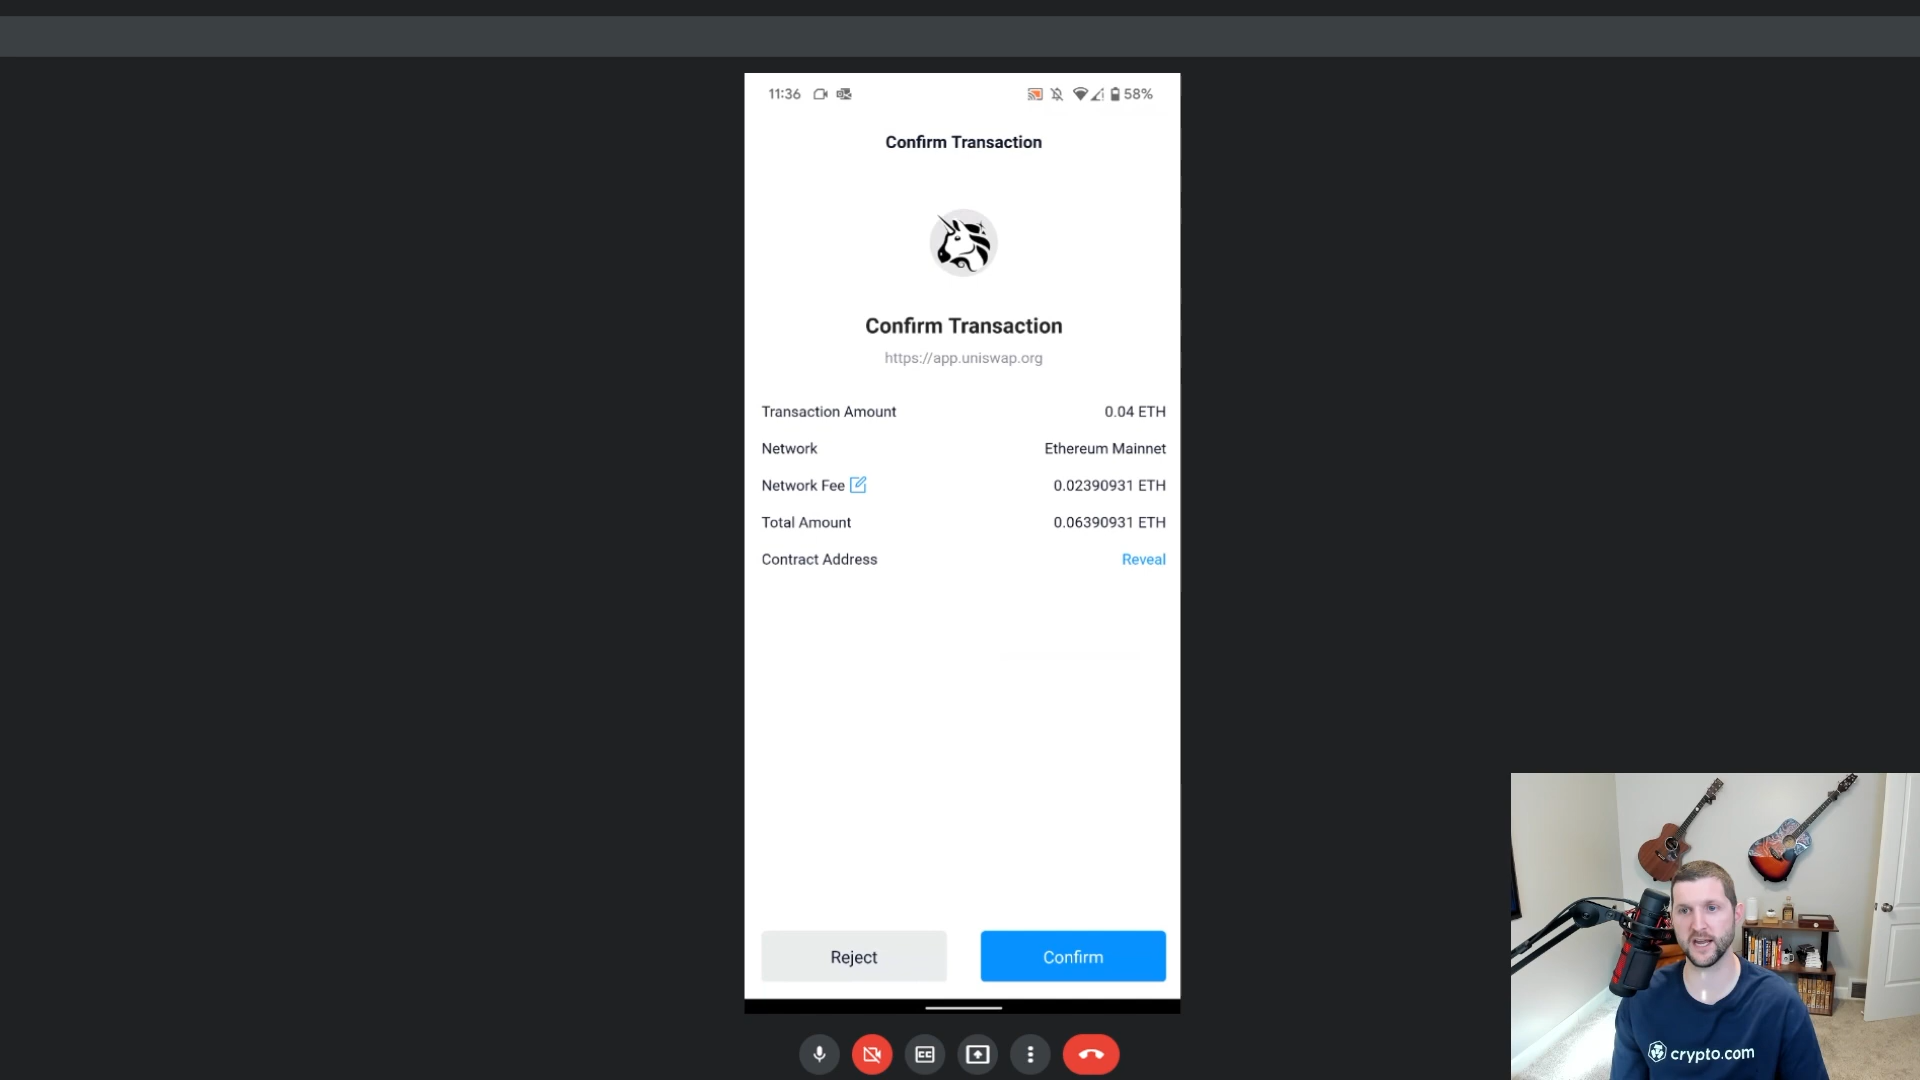 11:36
58%
Confirm Transaction
Confirm Transaction
https://app.uniswap.org
Transaction Amount 0.04 ETH
Network Ethereum Mainnet
Network Fee 0.02390931 ETH
Total Amount 0.06390931 ETH
Contract Address Reveal
Reject Confirm
CC
crypto.com